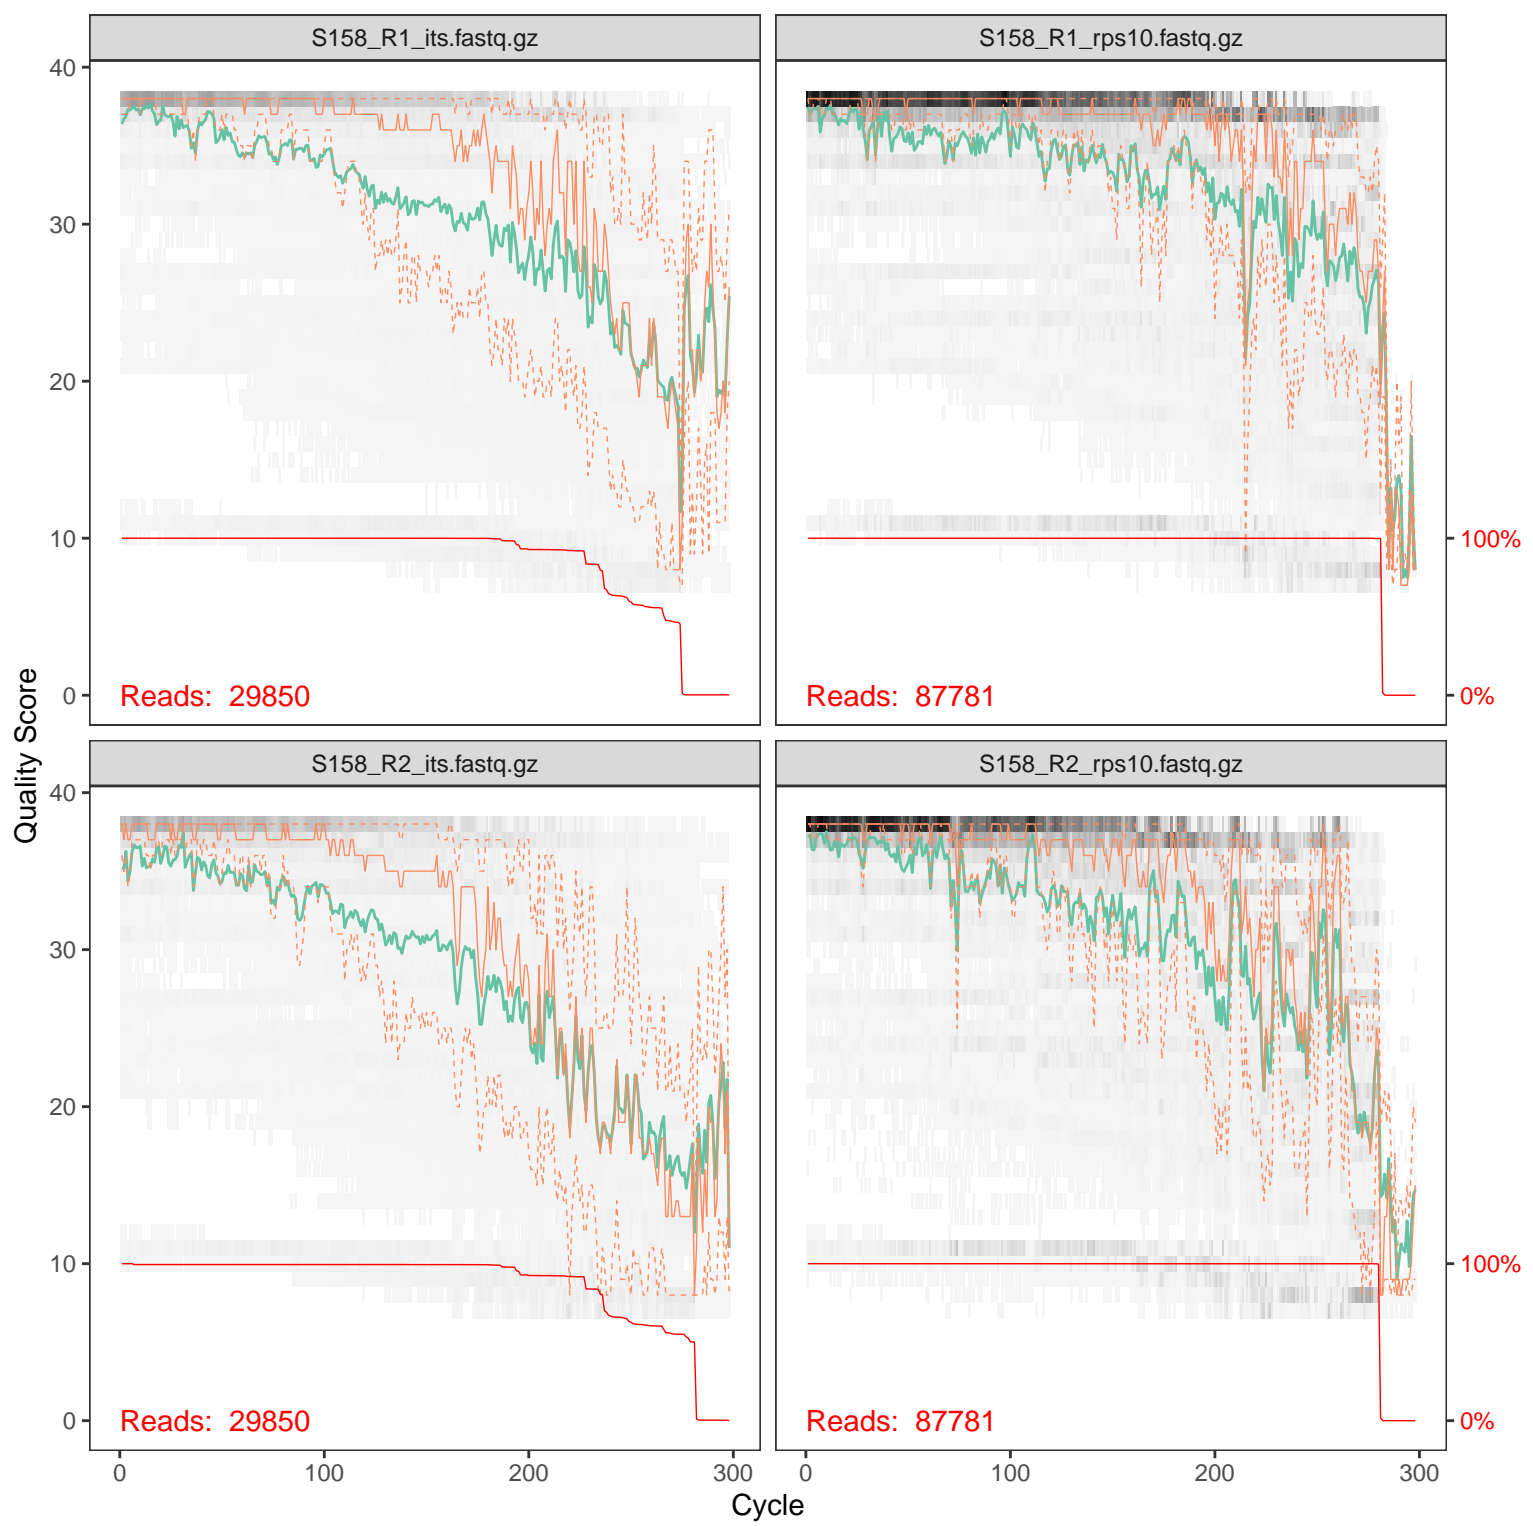 S158_R1_its.fastq.gz
S158_R1_rps10.fastq.gz
40
30
20
10
0
Reads: 29850
Reads: 87781
100%
0%
Quality Score
S158_R2_its.fastq.gz
S158_R2_rps10.fastq.gz
40
30
20
10
0
Reads: 29850
Reads: 87781
100%
0%
0 100 200 300
0 100 200 300
Cycle